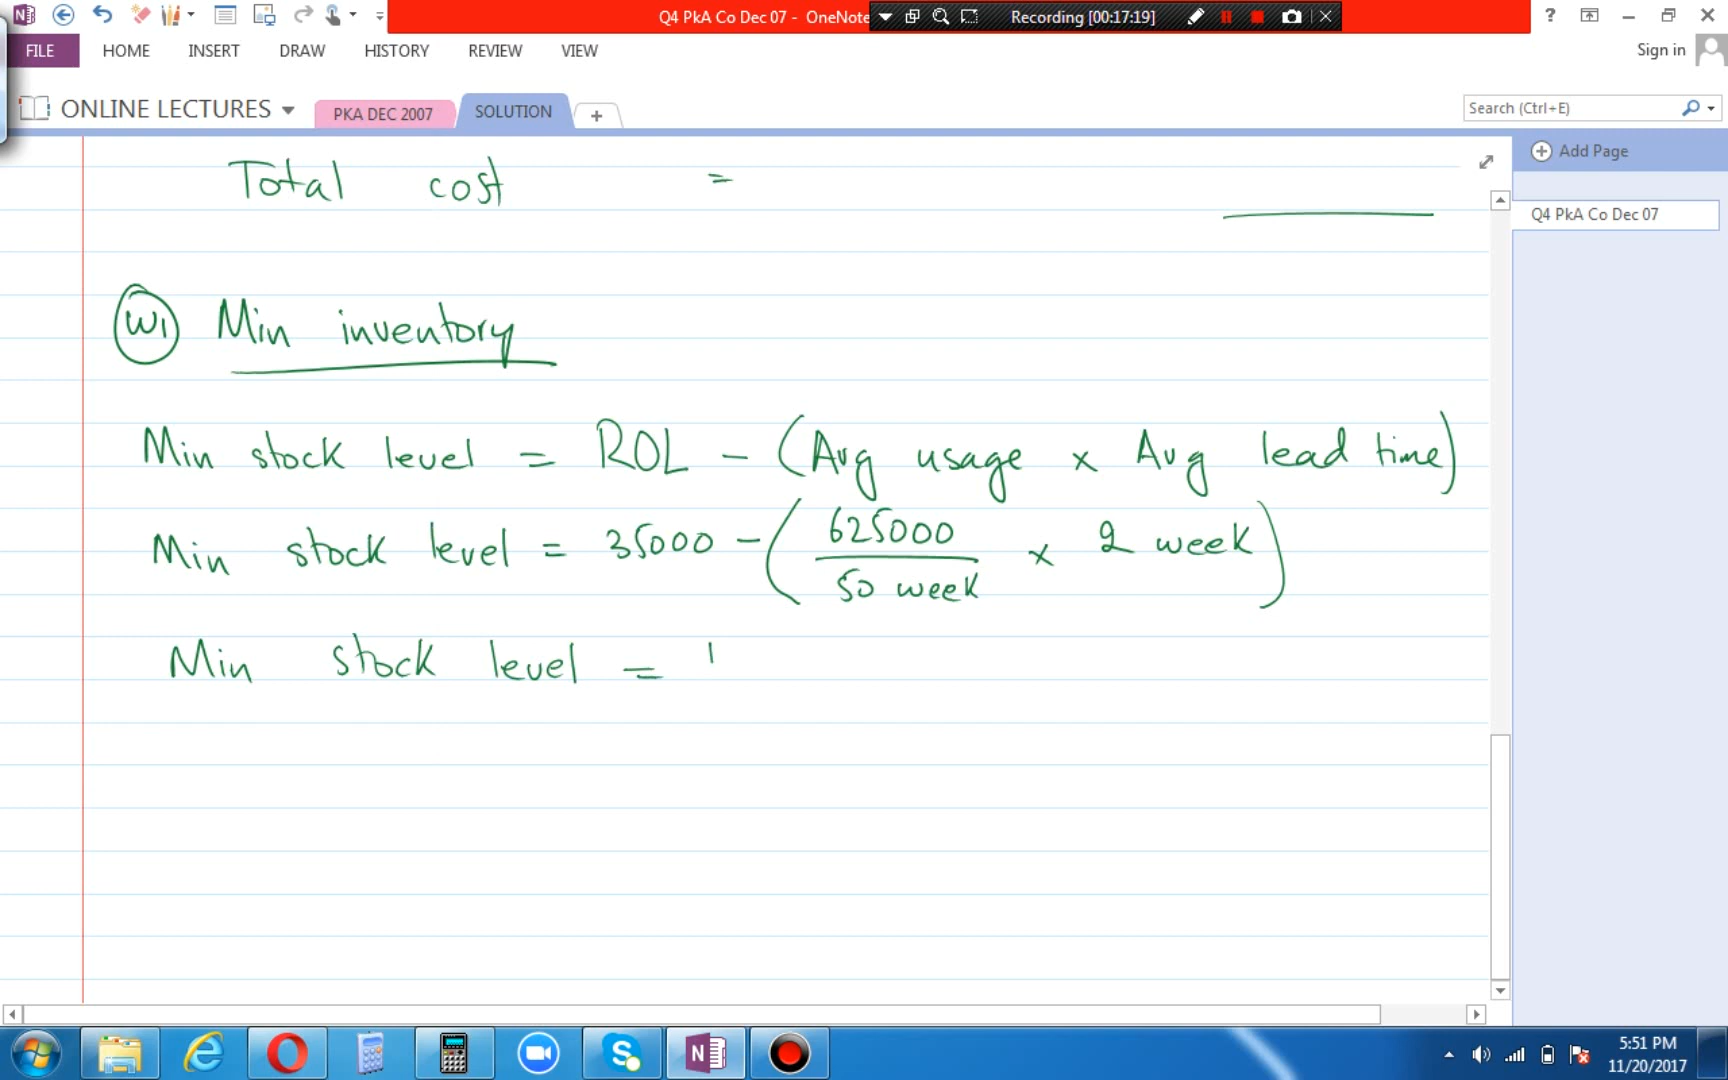 Q4 PkA Co Dec 07 - OneNote
Recording [00:17:19]
?
FILE HOME INSERT DRAW HISTORY REVIEW VIEW
Sign in
ONLINE LECTURES
PKA DEC 2007
SOLUTION
Search (Ctrl+E)
Add Page
Q4 PkA Co Dec 07
Total cost =
W1 Min inventory
Min stock level = ROL - (Avg usage x Avg lead time)
Min stock level = 35000 - (625000 / 50 week x 2 week)
Min stock level = 1
5:51 PM
11/20/2017